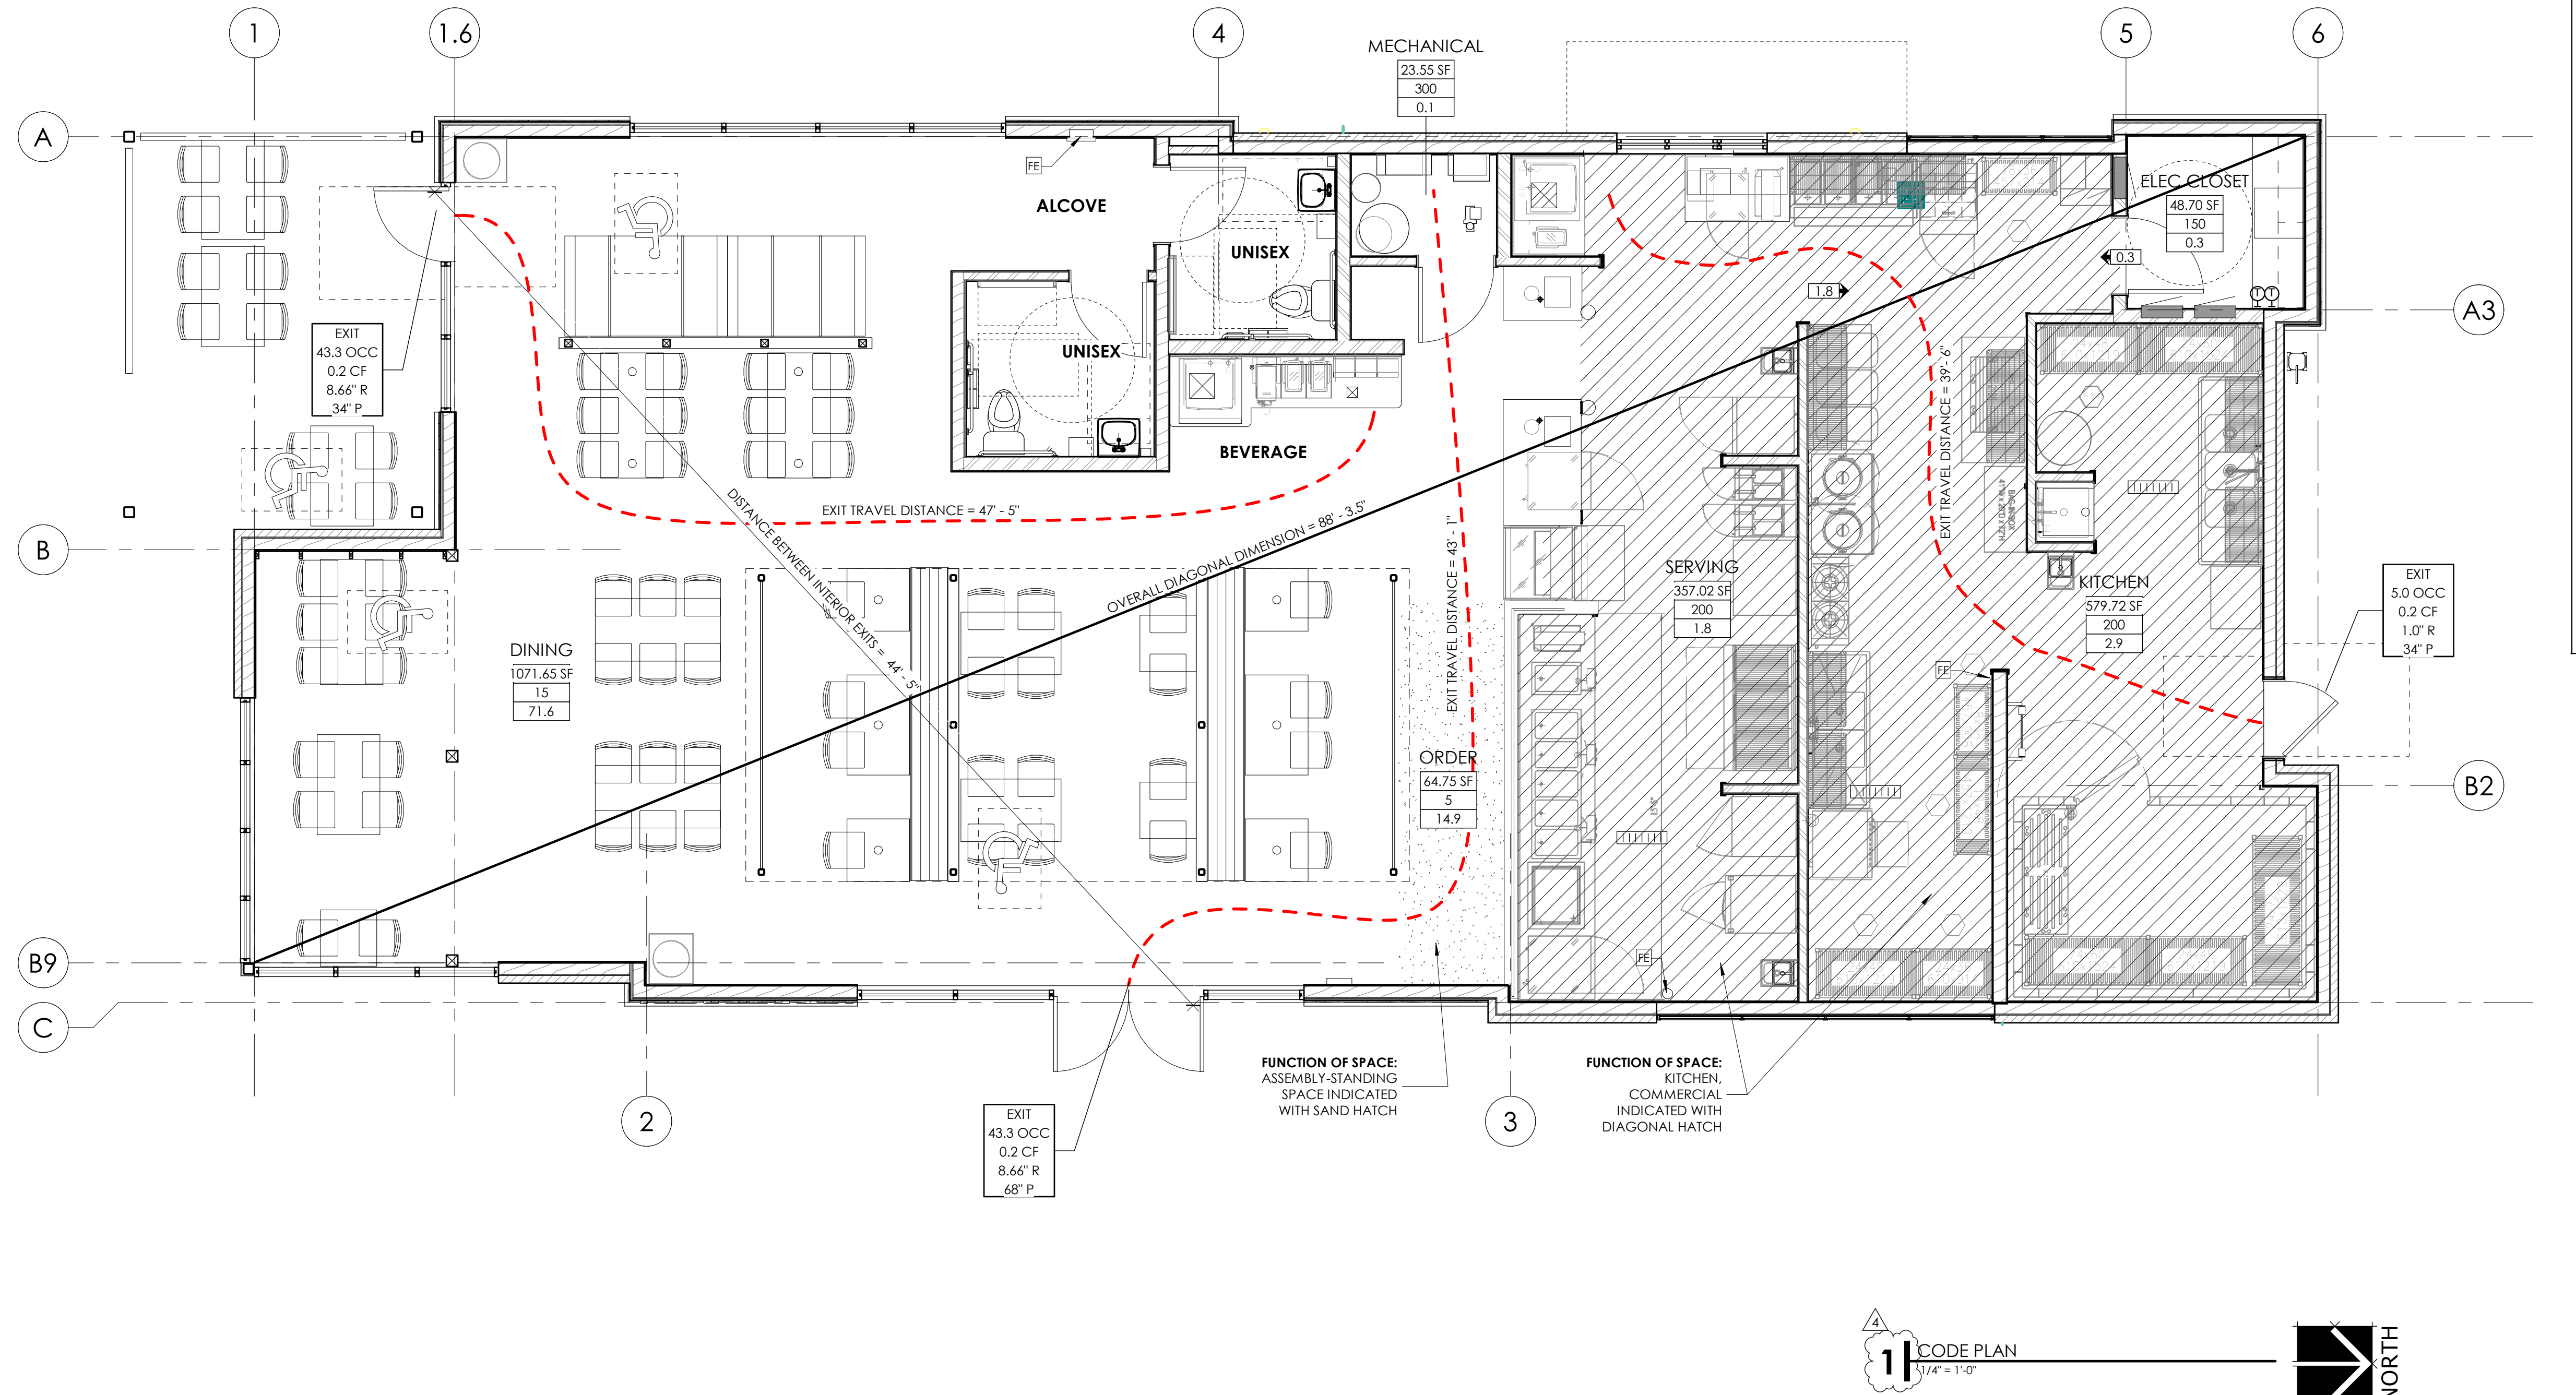 1
1.6
4
5
6
MECHANICAL
23.55 SF
300
0.1
A
FE
ALCOVE
UNISEX
ELEC CLOSET
48.70 SF
150
0.3
0.3
1.8
A3
EXIT
43.3 OCC
0.2 CF
8.66" R
34" P
UNISEX
BEVERAGE
EXIT TRAVEL DISTANCE = 47' - 5"
DISTANCE BETWEEN INTERIOR EXITS = 44' - 5"
OVERALL DIAGONAL DIMENSION = 88' - 3.5"
EXIT TRAVEL DISTANCE = 43' - 1"
EXIT TRAVEL DISTANCE = 39' - 6"
B
SERVING
357.02 SF
200
1.8
KITCHEN
579.72 SF
200
2.9
EXIT
5.0 OCC
0.2 CF
1.0" R
34" P
DINING
1071.65 SF
15
71.6
FE
ORDER
64.75 SF
5
14.9
B2
B9
FE
C
FUNCTION OF SPACE:
ASSEMBLY-STANDING
SPACE INDICATED
WITH SAND HATCH
FUNCTION OF SPACE:
KITCHEN,
COMMERCIAL
INDICATED WITH
DIAGONAL HATCH
2
EXIT
43.3 OCC
0.2 CF
8.66" R
68" P
3
4
1
CODE PLAN
1/4" = 1'-0"
NORTH